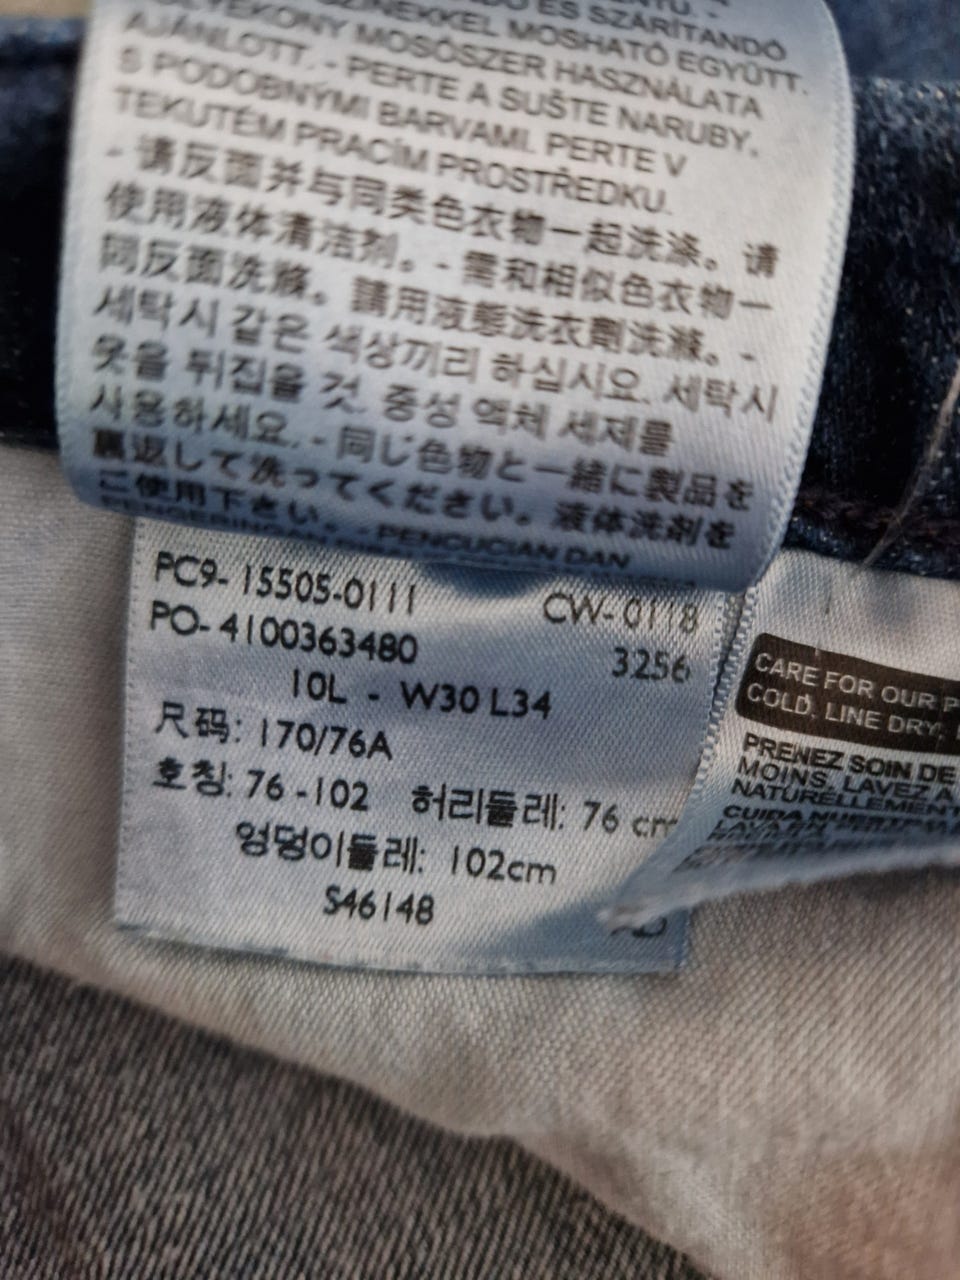 ÉS SZÁRÍTANDÓ
SZÍNEKKEL MOSHATÓ EGYÜTT.
FOLYÉKONY MOSÓSZER HASZNÁLATA
AJÁNLOTT. - PERTE A SUŠTE NARUBY,
S PODOBNÝMI BARVAMI. PERTE V
TEKUTÉM PRACÍM PROSTŘEDKU.
- 请反面并与同类色衣物一起洗涤。请
使用液体清洁剂。- 需和相似色衣物一
同反面洗滌。請用液態洗衣劑洗滌。-
세탁시 같은 색상끼리 하십시요. 세탁시
옷을 뒤집을 것. 중성 액체 세제를
사용하세요. - 同じ色物と一緒に製品を
裏返して洗ってください。液体洗剤を
ご使用下さい。- PENCUCIAN DAN
PC9- 15505-0111 CW- 0118
PO- 4100363480 3256
10L - W30 L34
尺码: 170/76A
호칭: 76 -102 허리둘레: 76 cm
엉덩이둘레: 102cm
S46148
CARE FOR OUR P
COLD, LINE DRY,
PRENEZ SOIN DE
MOINS, LAVEZ A
NATURELLEMENT